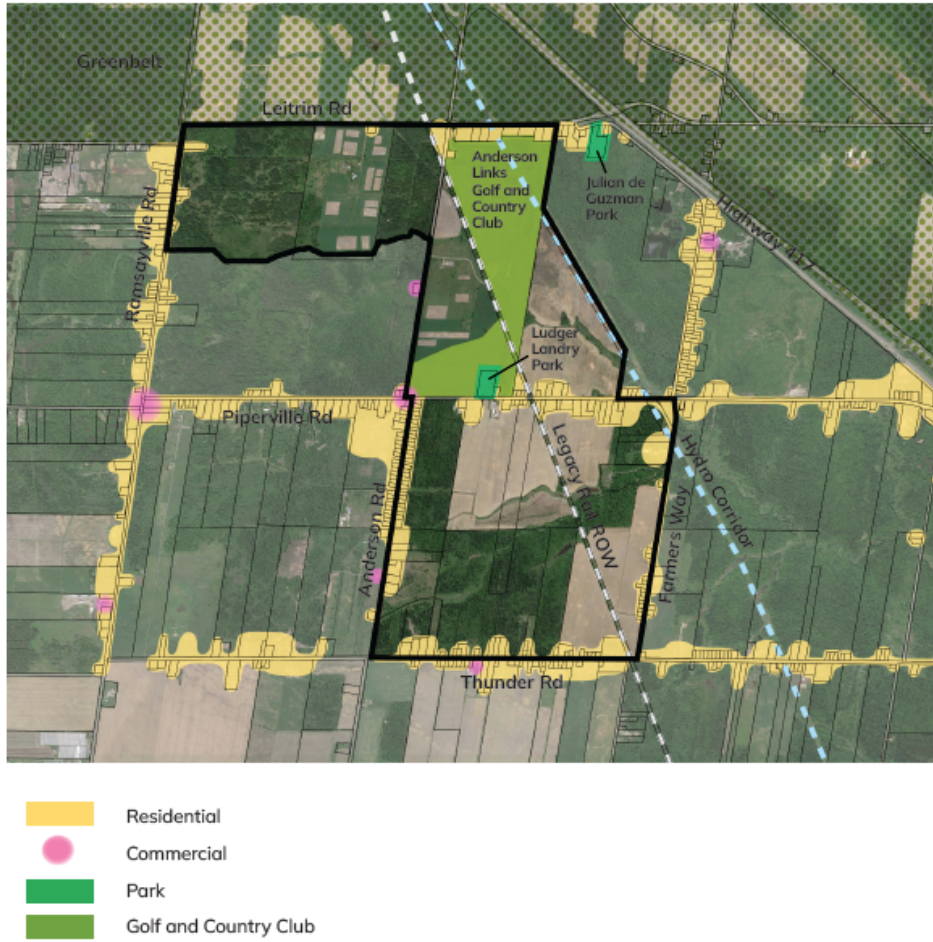 Greenbelt
Leitrim Rd
Anderson
Links
Golf and
Country
Club
Julian de
Guzman
Park
Highway 417
Ramsayville Rd
Ludger
Landry
Park
Piperville Rd
Legacy Rail ROW
Hydro Corridor
Anderson Rd
Farmers Way
Thunder Rd
Residential
Commercial
Park
Golf and Country Club